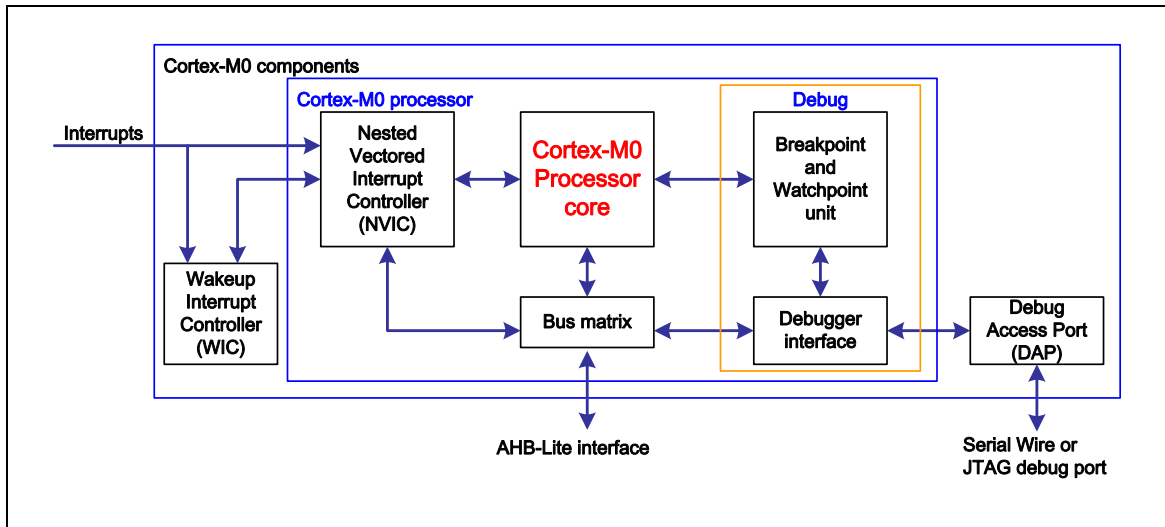 Cortex-M0 components
Cortex-M0 processor
Debug
Interrupts
Nested
Vectored
Interrupt
Controller
(NVIC)
Cortex-M0
Processor
core
Breakpoint
and
Watchpoint
unit
Wakeup
Interrupt
Controller
(WIC)
Bus matrix
Debugger
interface
Debug
Access Port
(DAP)
AHB-Lite interface
Serial Wire or
JTAG debug port